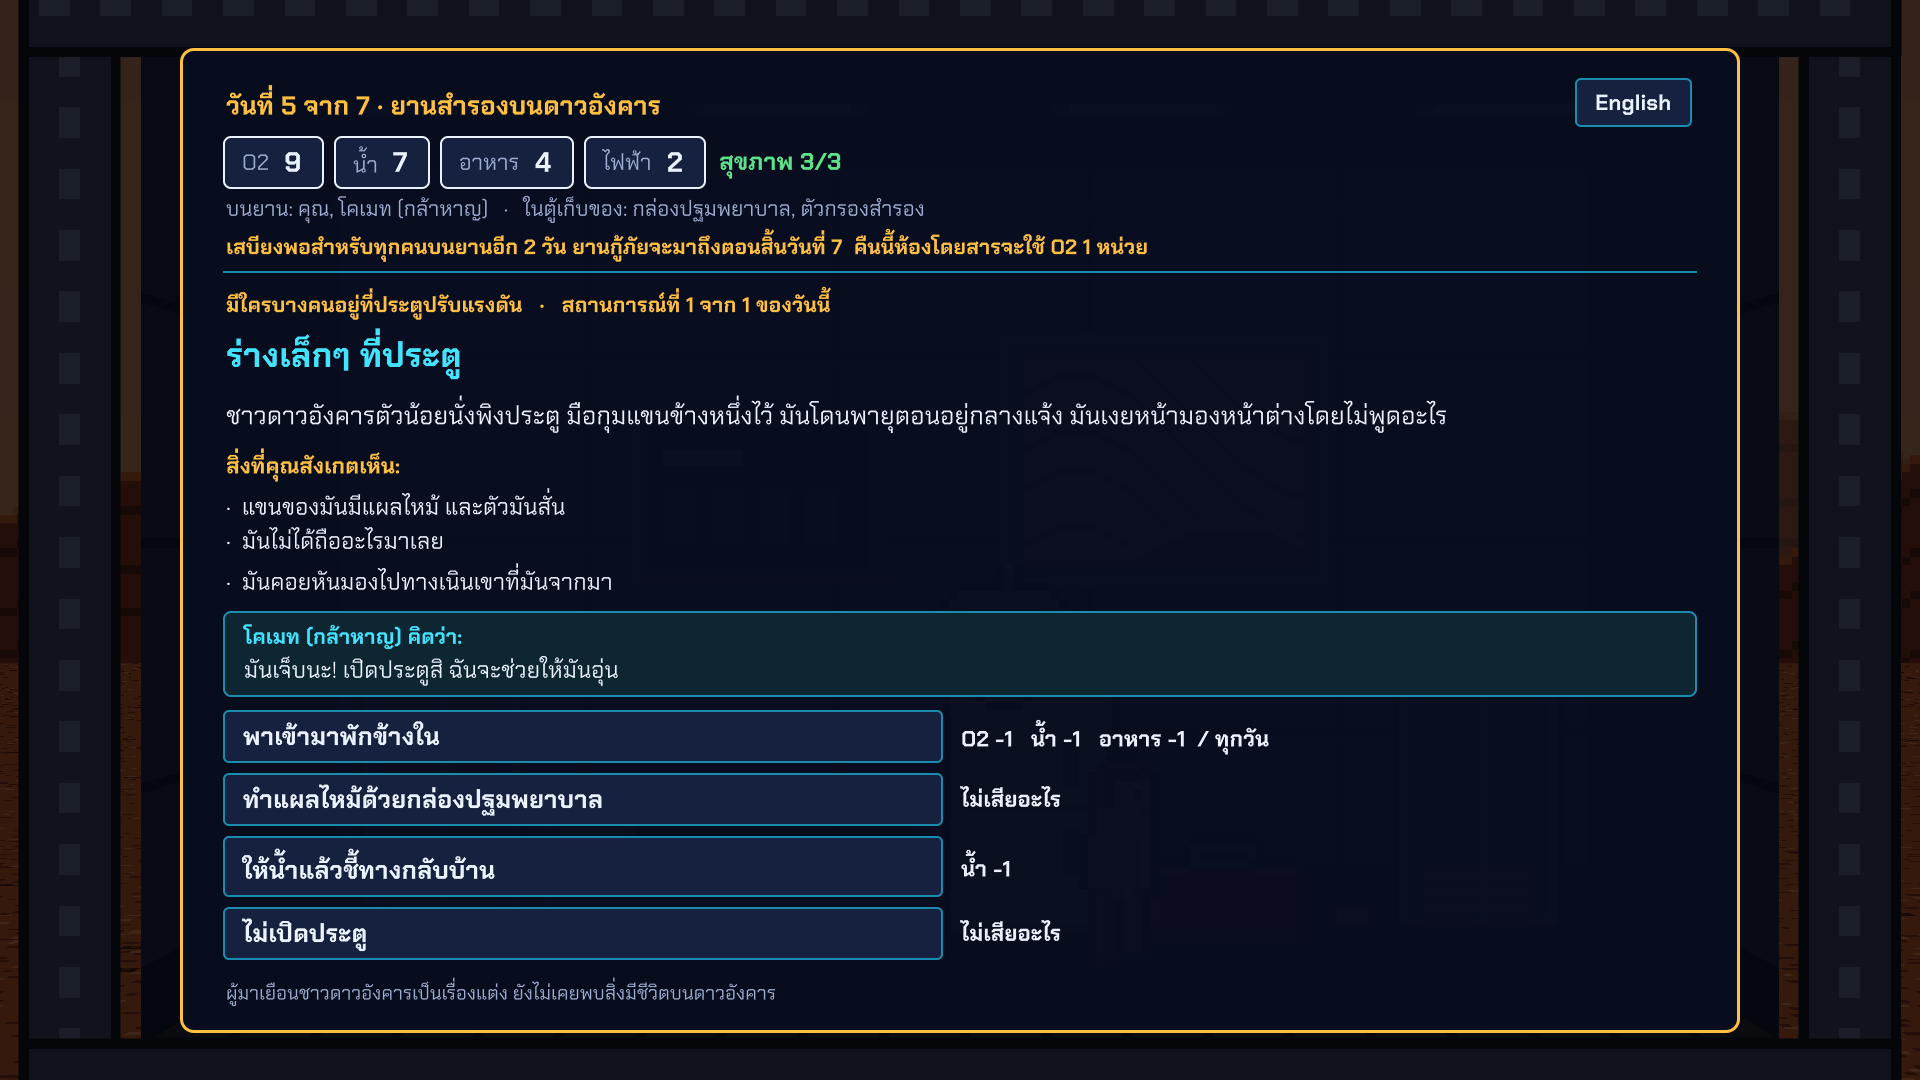 วันที่ 5 จาก 7 · ยานสำรองบนดาวอังคาร
English
O2 9 น้ำ 7 อาหาร 4 ไฟฟ้า 2 สุขภาพ 3/3
บนยาน: คุณ, โคเมท (กล้าหาญ) · ในตู้เก็บของ: กล่องปฐมพยาบาล, ตัวกรองสำรอง
เสบียงพอสำหรับทุกคนบนยานอีก 2 วัน ยานกู้ภัยจะมาถึงตอนสิ้นวันที่ 7 คืนนี้ห้องโดยสารจะใช้ O2 1 หน่วย
มีใครบางคนอยู่ที่ประตูปรับแรงดัน · สถานการณ์ที่ 1 จาก 1 ของวันนี้
ร่างเล็กๆ ที่ประตู
ชาวดาวอังคารตัวน้อยนั่งพิงประตู มือกุมแขนข้างหนึ่งไว้ มันโดนพายุตอนอยู่กลางแจ้ง มันเงยหน้ามองหน้าต่างโดยไม่พูดอะไร
สิ่งที่คุณสังเกตเห็น:
· แขนของมันมีแผลไหม้ และตัวมันสั่น
· มันไม่ได้ถืออะไรมาเลย
· มันคอยหันมองไปทางเนินเขาที่มันจากมา
โคเมท (กล้าหาญ) คิดว่า:
มันเจ็บนะ! เปิดประตูสิ ฉันจะช่วยให้มันอุ่น
พาเข้ามาพักข้างใน O2 -1 น้ำ -1 อาหาร -1 / ทุกวัน
ทำแผลไหม้ด้วยกล่องปฐมพยาบาล ไม่เสียอะไร
ให้น้ำแล้วชี้ทางกลับบ้าน น้ำ -1
ไม่เปิดประตู ไม่เสียอะไร
ผู้มาเยือนชาวดาวอังคารเป็นเรื่องแต่ง ยังไม่เคยพบสิ่งมีชีวิตบนดาวอังคาร